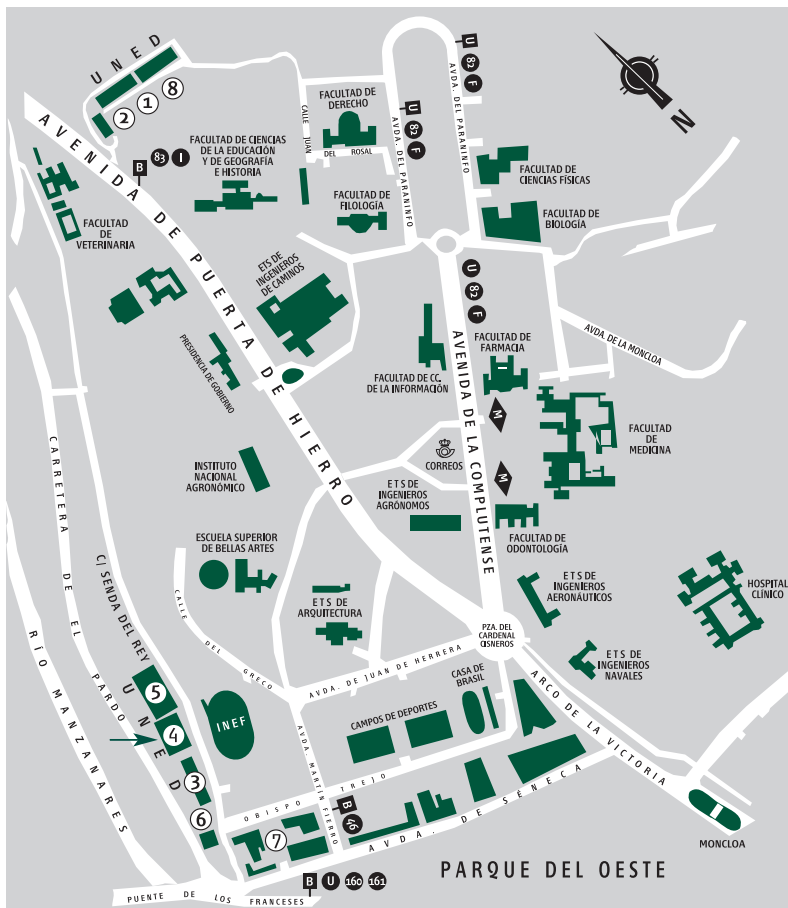 UNED
2
1
8
AVENIDA DE PUERTA DE HIERRO
B
83
I
FACULTAD DE CIENCIAS
DE LA EDUCACIÓN
Y DE GEOGRAFÍA
E HISTORIA
FACULTAD
DE
VETERINARIA
CALLE JUAN
DEL ROSAL
FACULTAD DE
DERECHO
FACULTAD DE
FILOLOGÍA
U
82
F
AVDA. DEL PARANINFO
U
82
F
AVDA. DEL PARANINFO
N
FACULTAD DE
CIENCIAS FÍSICAS
FACULTAD DE
BIOLOGÍA
ETS DE
INGENIEROS
DE CAMINOS
PRESIDENCIA DE GOBIERNO
U
82
F
AVENIDA DE LA COMPLUTENSE
FACULTAD DE
FARMACIA
AVDA. DE LA MONCLOA
FACULTAD DE CC.
DE LA INFORMACIÓN
M
FACULTAD
DE
MEDICINA
CORREOS
M
INSTITUTO
NACIONAL
AGRONÓMICO
E T S DE
INGENIEROS
AGRÓNOMOS
FACULTAD DE
ODONTOLOGÍA
ESCUELA SUPERIOR
DE BELLAS ARTES
E T S DE
ARQUITECTURA
E T S DE
INGENIEROS
AERONÁUTICOS
HOSPITAL
CLÍNICO
CARRETERA DE EL PARDO
C/ SENDA DEL REY
RÍO MANZANARES
CALLE DEL GRECO
PZA. DEL
CARDENAL
CISNEROS
E T S DE
INGENIEROS
NAVALES
AVDA. DE JUAN DE HERRERA
CASA DE
BRASIL
ARCO DE LA VICTORIA
UNED
5
4
3
6
INEF
CAMPOS DE DEPORTES
AVDA. MARTÍN FIERRO
OBISPO TREJO
B
46
7
AVDA. DE SÉNECA
MONCLOA
PARQUE DEL OESTE
PUENTE DE LOS FRANCESES
B
U
160
161